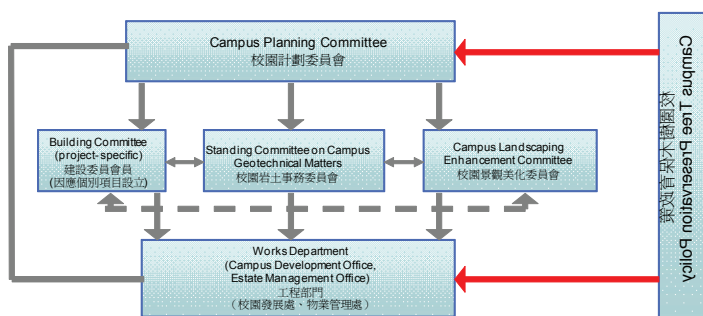 Campus Planning Committee
校園計劃委員會
Building Committee
(project-specific)
建設委員會員
(因應個別項目設立)
Standing Committee on Campus
Geotechnical Matters
校園岩土事務委員會
Campus Landscaping
Enhancement Committee
校園景觀美化委員會
Works Department
(Campus Development Office,
Estate Management Office)
工程部門
(校園發展處、物業管理處)
Campus Tree Preservation Policy
校園樹木保育政策